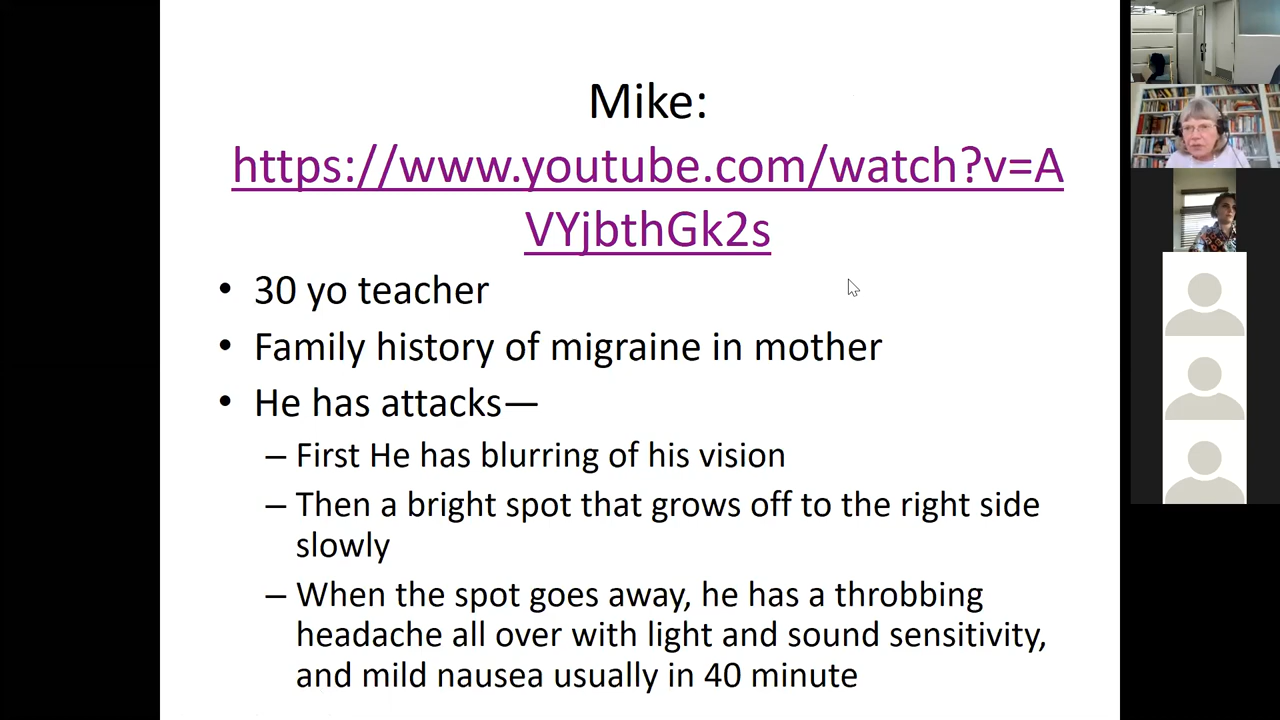 Mike:
https://www.youtube.com/watch?v=A
VYjbthGk2s
• 30 yo teacher
• Family history of migraine in mother
• He has attacks—
– First He has blurring of his vision
– Then a bright spot that grows off to the right side
slowly
– When the spot goes away, he has a throbbing
headache all over with light and sound sensitivity,
and mild nausea usually in 40 minute